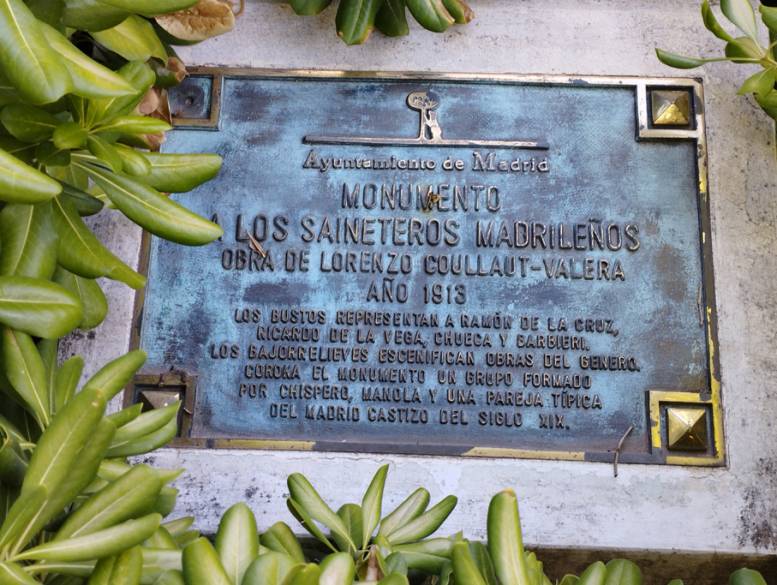 Ayuntamiento de Madrid
MONUMENTO
A LOS SAINETEROS MADRILEÑOS
OBRA DE LORENZO COULLAUT-VALERA
AÑO 1913
LOS BUSTOS REPRESENTAN A RAMÓN DE LA CRUZ,
RICARDO DE LA VEGA, CHUECA Y BARBIERI.
LOS BAJORRELIEVES ESCENIFICAN OBRAS DEL GENERO.
CORONA EL MONUMENTO UN GRUPO FORMADO
POR CHISPERO, MANOLA Y UNA PAREJA TÍPICA
DEL MADRID CASTIZO DEL SIGLO XIX.